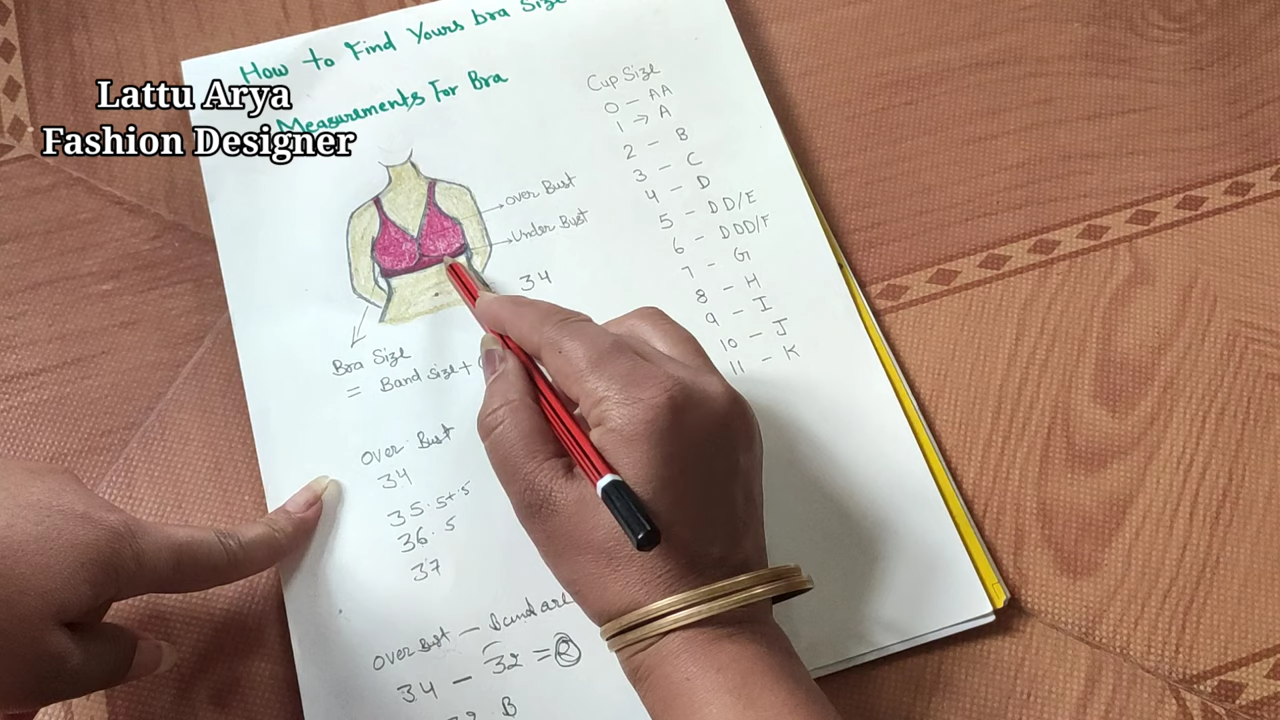 How to Find Yours bra Size
Measurements For Bra
Lattu Arya
Fashion Designer
over Bust
Under Bust
34
Bra Size
= Band Size + (
Over Bust
34
35.5+.5
36.5
37
Over Bust — Band are
34 — 32 = 2
B
Cup Size
0 — AA
1 → A
2 — B
3 — C
4 — D
5 — DD/E
6 — DDD/F
7 — G
8 — H
9 — I
10 — J
11 — K